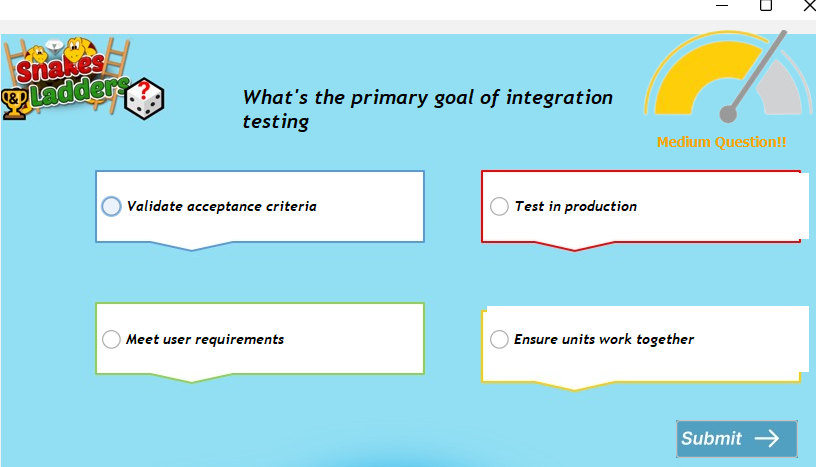 Snakes
&
Ladders
?
What's the primary goal of integration
testing
Medium Question!!
Validate acceptance criteria
Test in production
Meet user requirements
Ensure units work together
Submit